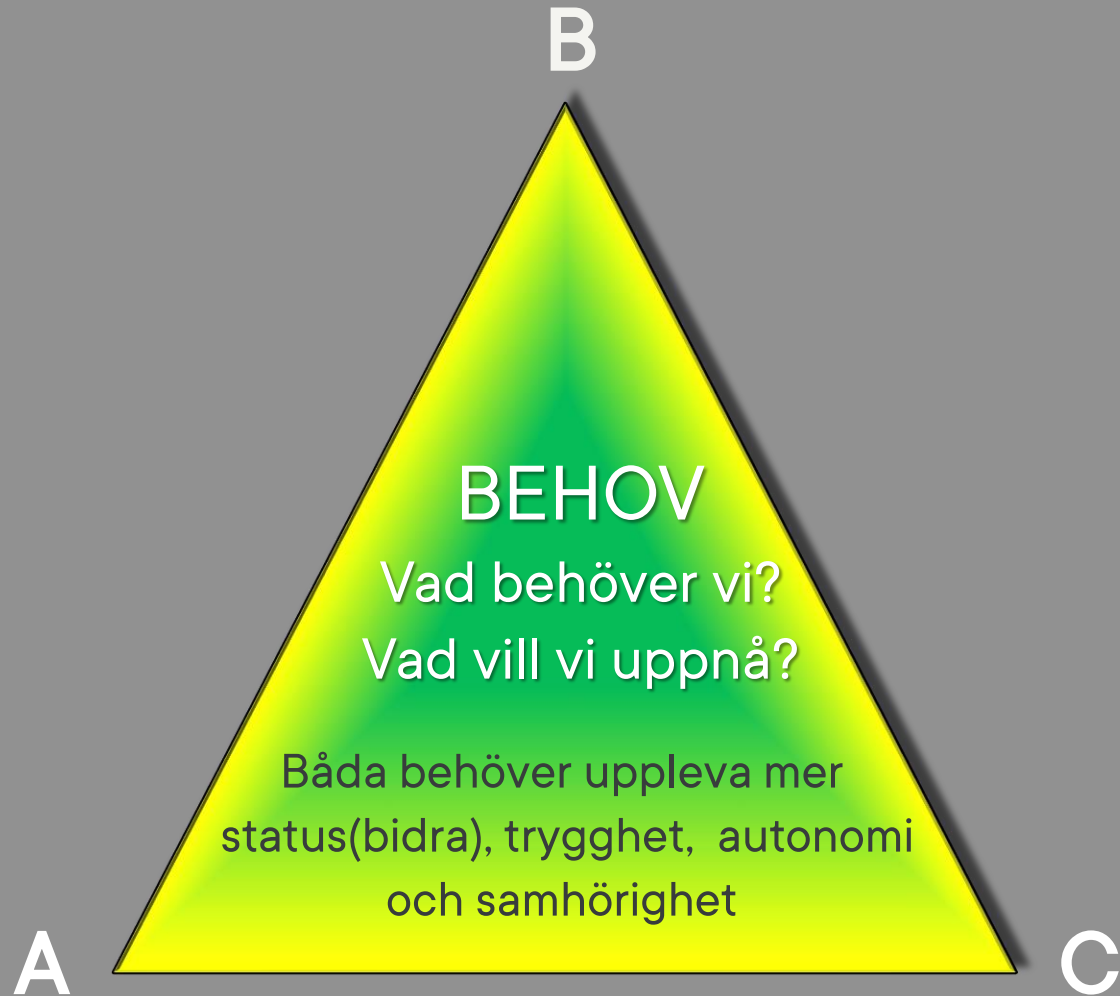 B
BEHOV
Vad behöver vi?
Vad vill vi uppnå?
Båda behöver uppleva mer
status(bidra), trygghet, autonomi
och samhörighet
A
C